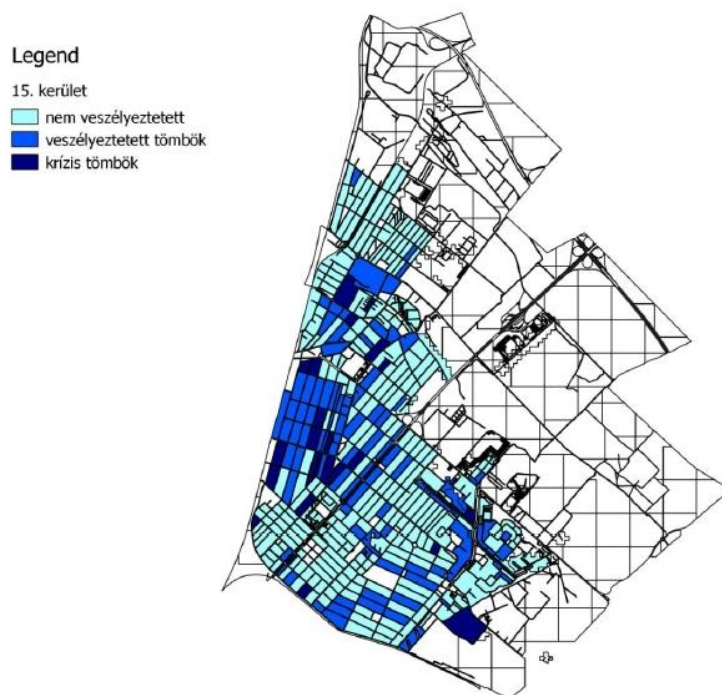 Legend
15. kerület
nem veszélyeztetett
veszélyeztetett tömbök
krízis tömbök